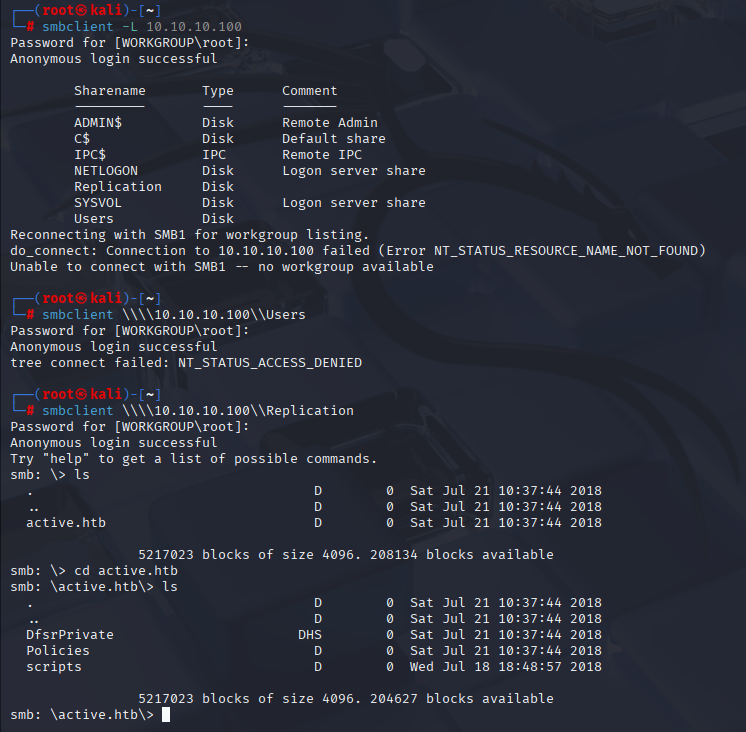 ┌──(root㉿kali)-[~]
└─# smbclient -L 10.10.10.100
Password for [WORKGROUP\root]:
Anonymous login successful

        Sharename       Type      Comment
        ---------       ----      -------
        ADMIN$          Disk      Remote Admin
        C$              Disk      Default share
        IPC$            IPC       Remote IPC
        NETLOGON        Disk      Logon server share
        Replication     Disk
        SYSVOL          Disk      Logon server share
        Users           Disk
Reconnecting with SMB1 for workgroup listing.
do_connect: Connection to 10.10.10.100 failed (Error NT_STATUS_RESOURCE_NAME_NOT_FOUND)
Unable to connect with SMB1 -- no workgroup available

┌──(root㉿kali)-[~]
└─# smbclient \\\\10.10.10.100\\Users
Password for [WORKGROUP\root]:
Anonymous login successful
tree connect failed: NT_STATUS_ACCESS_DENIED

┌──(root㉿kali)-[~]
└─# smbclient \\\\10.10.10.100\\Replication
Password for [WORKGROUP\root]:
Anonymous login successful
Try "help" to get a list of possible commands.
smb: \> ls
  .                                   D        0  Sat Jul 21 10:37:44 2018
  ..                                  D        0  Sat Jul 21 10:37:44 2018
  active.htb                          D        0  Sat Jul 21 10:37:44 2018

                5217023 blocks of size 4096. 208134 blocks available
smb: \> cd active.htb
smb: \active.htb\> ls
  .                                   D        0  Sat Jul 21 10:37:44 2018
  ..                                  D        0  Sat Jul 21 10:37:44 2018
  DfsrPrivate                       DHS        0  Sat Jul 21 10:37:44 2018
  Policies                            D        0  Sat Jul 21 10:37:44 2018
  scripts                             D        0  Wed Jul 18 18:48:57 2018

                5217023 blocks of size 4096. 204627 blocks available
smb: \active.htb\>